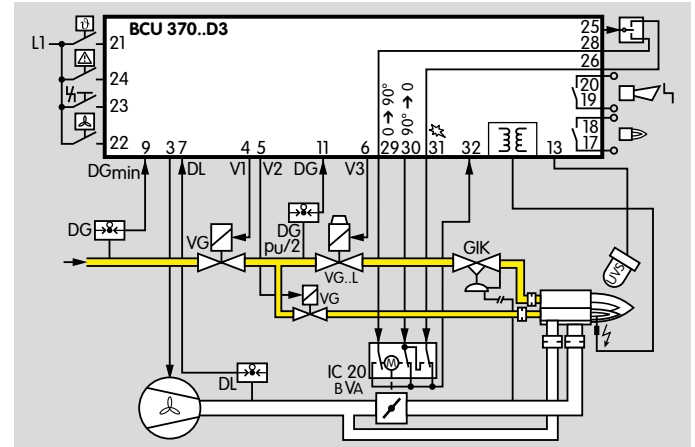 BCU 370..D3
L1
21
24
23
22
25
28
26
20
19
18
17
0 → 90°
90° → 0
9 3 7 4 5 11 6 29 30 31 32 13
DGmin DL V1 V2 DG V3
DG
VG
DG
pu/2
VG..L
GIK
UVS
VG
M
IC 20
BVA
DL